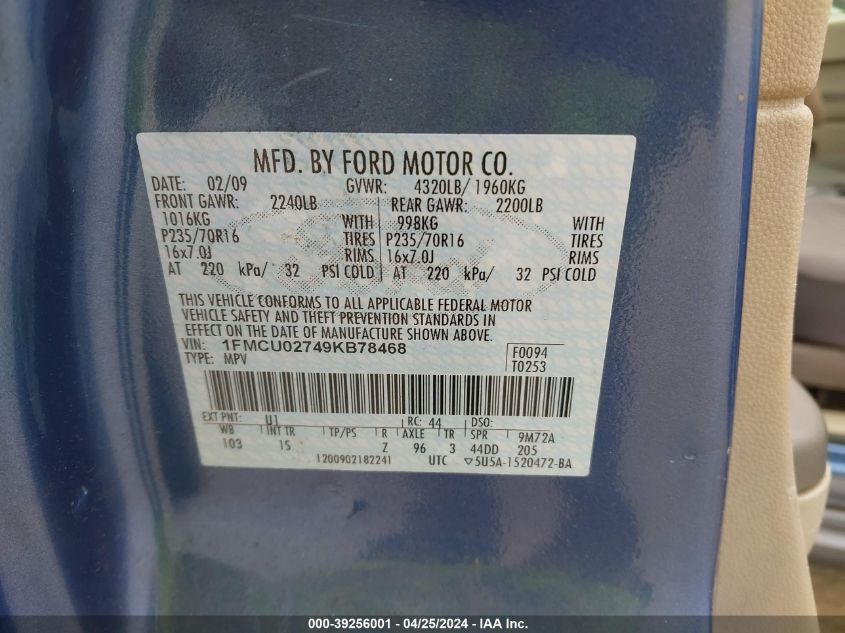 MFD. BY FORD MOTOR CO.
DATE: 02/09 GVWR: 4320LB/ 1960KG
FRONT GAWR: 2240LB REAR GAWR: 2200LB
1016KG WITH 998KG WITH
P235/70R16 TIRES P235/70R16 TIRES
16x7.0J RIMS 16x7.0J RIMS
AT 220 kPa/ 32 PSI COLD AT 220 kPa/ 32 PSI COLD
THIS VEHICLE CONFORMS TO ALL APPLICABLE FEDERAL MOTOR
VEHICLE SAFETY AND THEFT PREVENTION STANDARDS IN
EFFECT ON THE DATE OF MANUFACTURE SHOWN ABOVE.
VIN: 1FMCU02749KB78468 F0094
TYPE: MPV T0253
EXT PNT: U1 RC: 44 DSO:
WB INT TR TP/PS R AXLE TR SPR 9M72A
103 1S Z 96 3 44DD 205
1200902182241 UTC ▽5U5A-1520472-BA
000-39256001 - 04/25/2024 - IAA Inc.